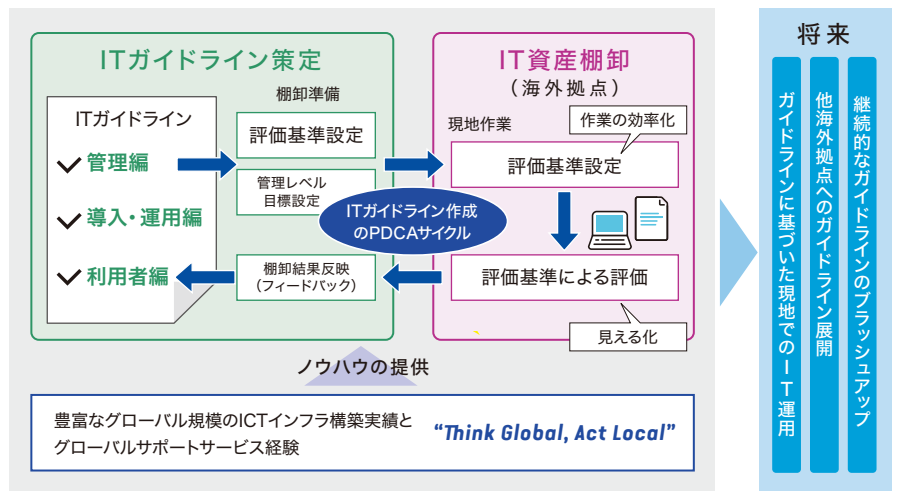 ITガイドライン策定
ITガイドライン
管理編
導入・運用編
利用者編
棚卸準備
評価基準設定
管理レベル
目標設定
棚卸結果反映
(フィードバック)
ITガイドライン作成
のPDCAサイクル
IT資産棚卸
(海外拠点)
現地作業
作業の効率化
評価基準設定
評価基準による評価
見える化
ノウハウの提供
豊富なグローバル規模のICTインフラ構築実績と
グローバルサポートサービス経験
“Think Global, Act Local”
将来
継続的なガイドラインのブラッシュアップ
他海外拠点へのガイドライン展開
ガイドラインに基づいた現地でのIT運用